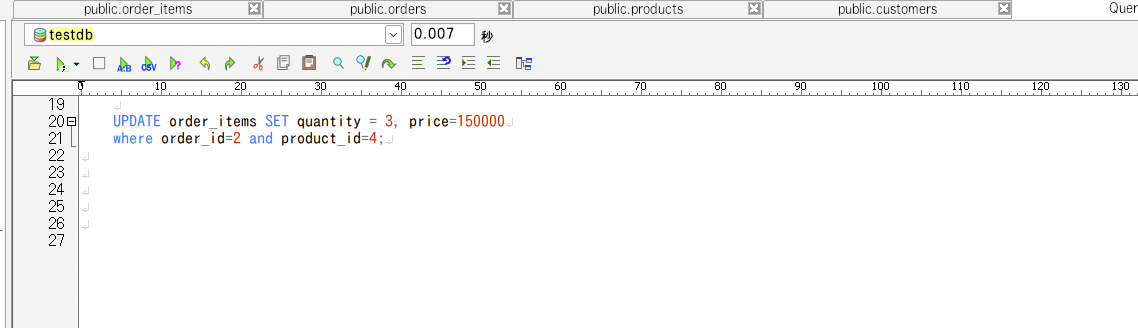 public.order_items public.orders public.products public.customers Quer
testdb 0.007 秒
A:B CSV
0 10 20 30 40 50 60 70 80 90 100 110 120 130
19
20 UPDATE order_items SET quantity = 3, price=150000
21 where order_id=2 and product_id=4;
22
23
24
25
26
27